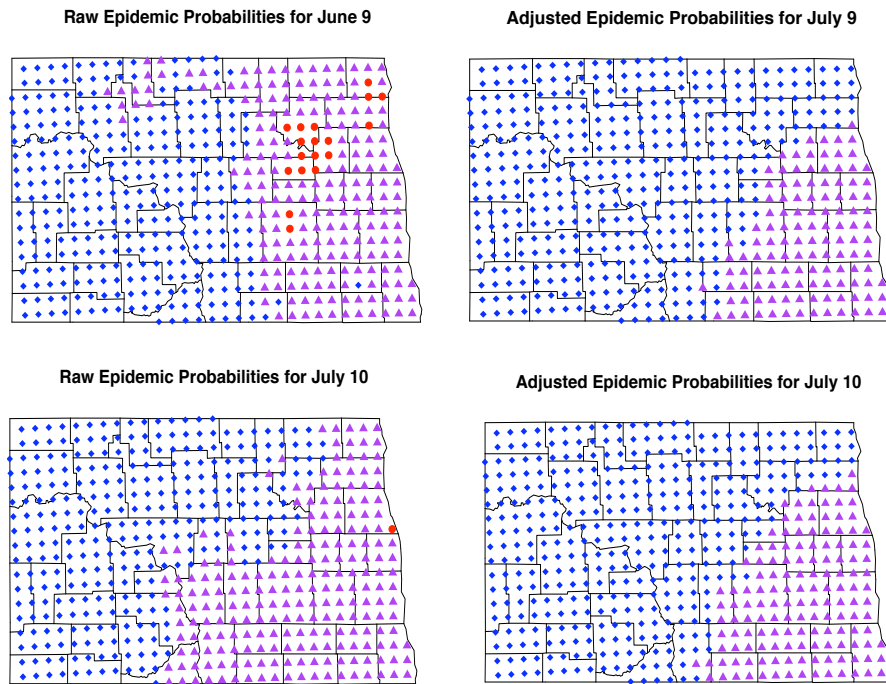 Raw Epidemic Probabilities for June 9
Adjusted Epidemic Probabilities for July 9
Raw Epidemic Probabilities for July 10
Adjusted Epidemic Probabilities for July 10